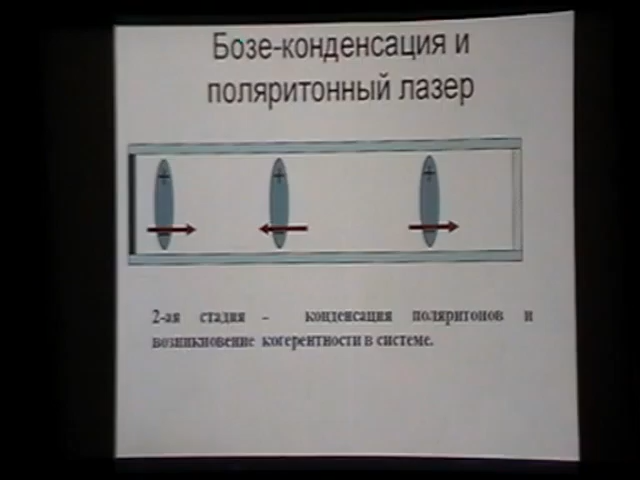 Бозе-конденсация и
поляритонный лазер
+ + +
2-ая стадия – конденсация поляритонов и
возникновение когерентности в системе.